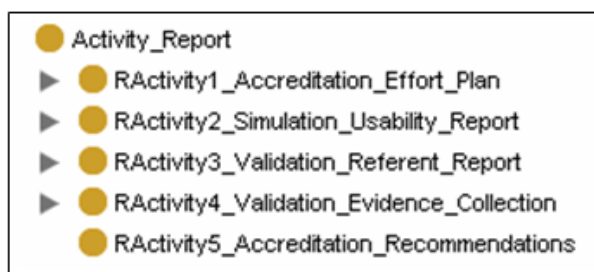 Activity_Report
RActivity1_Accreditation_Effort_Plan
RActivity2_Simulation_Usability_Report
RActivity3_Validation_Referent_Report
RActivity4_Validation_Evidence_Collection
RActivity5_Accreditation_Recommendations